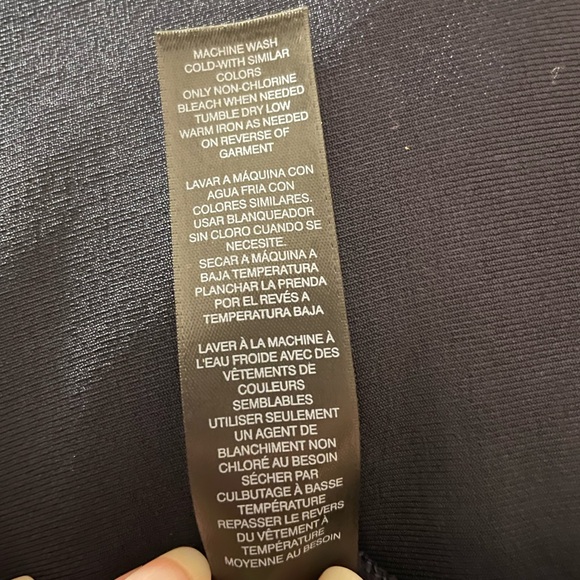 MACHINE WASH
COLD-WITH SIMILAR
COLORS
ONLY NON-CHLORINE
BLEACH WHEN NEEDED
TUMBLE DRY LOW
WARM IRON AS NEEDED
ON REVERSE OF
GARMENT
LAVAR A MÁQUINA CON
AGUA FRIA CON
COLORES SIMILARES.
USAR BLANQUEADOR
SIN CLORO CUANDO SE
NECESITE.
SECAR A MÁQUINA A
BAJA TEMPERATURA
PLANCHAR LA PRENDA
POR EL REVÉS A
TEMPERATURA BAJA
LAVER À LA MACHINE À
L'EAU FROIDE AVEC DES
VÊTEMENTS DE
COULEURS
SEMBLABLES
UTILISER SEULEMENT
UN AGENT DE
BLANCHIMENT NON
CHLORÉ AU BESOIN
SÉCHER PAR
CULBUTAGE À BASSE
TEMPÉRATURE
REPASSER LE REVERS
DU VÊTEMENT À
TEMPÉRATURE
MOYENNE AU BESOIN